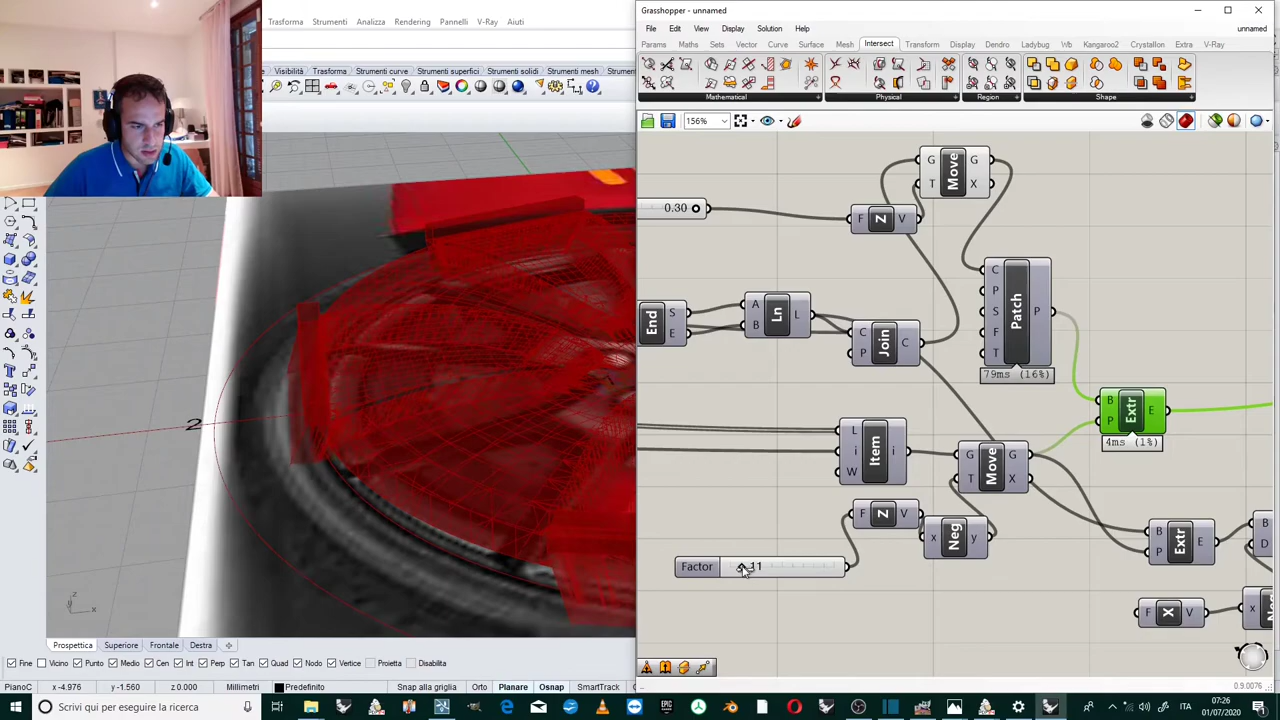 Trasforma Strumenti Analizza Rendering Pannelli V-Ray Aiuti
Visibilità Trasforma Strumenti curve Strumenti superfici Strumenti solidi Strumenti mesh
2
z
y
x
Prospettica Superiore Frontale Destra
Fine Vicino Punto Medio Cen Int Perp Tan Quad Nodo Vertice Proietta Disabilita
PianoC x -4.976 y -1.560 z 0.000 Millimetri Predefinito Snap alla griglia Orto Planare Osnap SmartTrack
Grasshopper - unnamed
File Edit View Display Solution Help unnamed
Params Maths Sets Vector Curve Surface Mesh Intersect Transform Display Dendro Ladybug Wb Kangaroo2 Crystallon Extra V-Ray
Mathematical Physical Region Shape
156%
G
T
Move
G
X
0.30
F
Z
V
C
P
S
F
T
Patch
P
79ms (16%)
End
S
E
A
B
Ln
L
C
P
Join
C
B
P
Extr
E
4ms (1%)
L
i
W
Item
i
G
T
Move
G
X
F
Z
V
x
Neg
y
Factor
11
B
P
Extr
E
B
D
F
X
V
x
0.9.0076
Scrivi qui per eseguire la ricerca
ITA
07:26
01/07/2020